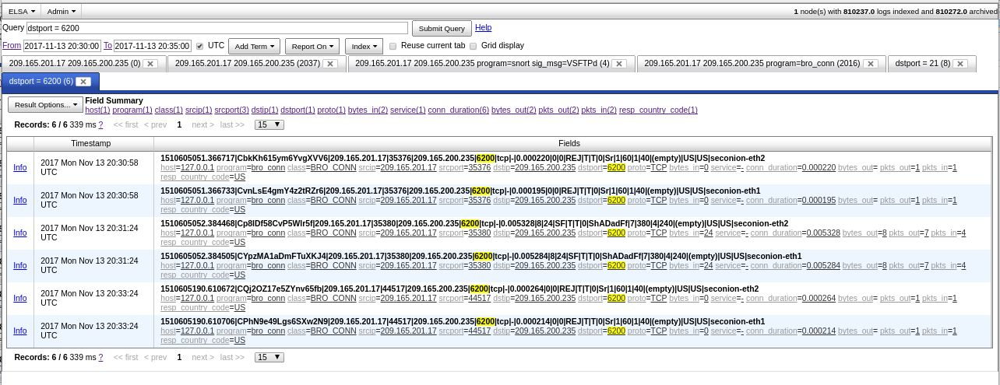 ELSA Admin 1 node(s) with 810237.0 logs indexed and 810272.0 archived
Query dstport = 6200 Submit Query Help
From 2017-11-13 20:30:00 To 2017-11-13 20:35:00 UTC Add Term Report On Index Reuse current tab Grid display
209.165.201.17 209.165.200.235 (0) 209.165.201.17 209.165.200.235 (2037) 209.165.201.17 209.165.200.235 program=snort sig_msg=VSFTPd (4) 209.165.201.17 209.165.200.235 program=bro_conn (2016) dstport = 21 (8)
dstport = 6200 (6)
Result Options... Field Summary
host(1) program(1) class(1) srcip(1) srcport(3) dstip(1) dstport(1) proto(1) bytes_in(2) service(1) conn_duration(6) bytes_out(2) pkts_out(2) pkts_in(2) resp_country_code(1)
Records: 6 / 6 339 ms ? << first < prev 1 next > last >> 15
Timestamp Fields
Info 2017 Mon Nov 13 20:30:58 UTC
1510605051.366717|CbkKh615ym6YvgXVV6|209.165.201.17|35376|209.165.200.235|6200|tcp|-|0.000220|0|0|REJ|T|T|0|Sr|1|60|1|40|(empty)|US|US|seconion-eth2
host=127.0.0.1 program=bro_conn class=BRO_CONN srcip=209.165.201.17 srcport=35376 dstip=209.165.200.235 dstport=6200 proto=TCP bytes_in=0 service=- conn_duration=0.000220 bytes_out= pkts_out=1 pkts_in=1
resp_country_code=US
Info 2017 Mon Nov 13 20:30:58 UTC
1510605051.366733|CvnLsE4gmY4z2tRZr6|209.165.201.17|35376|209.165.200.235|6200|tcp|-|0.000195|0|0|REJ|T|T|0|Sr|1|60|1|40|(empty)|US|US|seconion-eth1
host=127.0.0.1 program=bro_conn class=BRO_CONN srcip=209.165.201.17 srcport=35376 dstip=209.165.200.235 dstport=6200 proto=TCP bytes_in=0 service=- conn_duration=0.000195 bytes_out= pkts_out=1 pkts_in=1
resp_country_code=US
Info 2017 Mon Nov 13 20:31:24 UTC
1510605052.384468|Cp8IDf58CvP5WIr5f|209.165.201.17|35380|209.165.200.235|6200|tcp|-|0.005328|8|24|SF|T|T|0|ShADadFf|7|380|4|240|(empty)|US|US|seconion-eth2
host=127.0.0.1 program=bro_conn class=BRO_CONN srcip=209.165.201.17 srcport=35380 dstip=209.165.200.235 dstport=6200 proto=TCP bytes_in=24 service=- conn_duration=0.005328 bytes_out=8 pkts_out=7 pkts_in=4
resp_country_code=US
Info 2017 Mon Nov 13 20:31:24 UTC
1510605052.384505|CYpzMA1aDmFTuXKJ4|209.165.201.17|35380|209.165.200.235|6200|tcp|-|0.005284|8|24|SF|T|T|0|ShADadFf|7|380|4|240|(empty)|US|US|seconion-eth1
host=127.0.0.1 program=bro_conn class=BRO_CONN srcip=209.165.201.17 srcport=35380 dstip=209.165.200.235 dstport=6200 proto=TCP bytes_in=24 service=- conn_duration=0.005284 bytes_out=8 pkts_out=7 pkts_in=4
resp_country_code=US
Info 2017 Mon Nov 13 20:33:24 UTC
1510605190.610672|CQj2OZ17e5ZYnv65fb|209.165.201.17|44517|209.165.200.235|6200|tcp|-|0.000264|0|0|REJ|T|T|0|Sr|1|60|1|40|(empty)|US|US|seconion-eth2
host=127.0.0.1 program=bro_conn class=BRO_CONN srcip=209.165.201.17 srcport=44517 dstip=209.165.200.235 dstport=6200 proto=TCP bytes_in=0 service=- conn_duration=0.000264 bytes_out= pkts_out=1 pkts_in=1
resp_country_code=US
Info 2017 Mon Nov 13 20:33:24 UTC
1510605190.610706|CPhN9e49Lgs6SXw2N9|209.165.201.17|44517|209.165.200.235|6200|tcp|-|0.000214|0|0|REJ|T|T|0|Sr|1|60|1|40|(empty)|US|US|seconion-eth1
host=127.0.0.1 program=bro_conn class=BRO_CONN srcip=209.165.201.17 srcport=44517 dstip=209.165.200.235 dstport=6200 proto=TCP bytes_in=0 service=- conn_duration=0.000214 bytes_out= pkts_out=1 pkts_in=1
resp_country_code=US
Records: 6 / 6 339 ms ? << first < prev 1 next > last >> 15